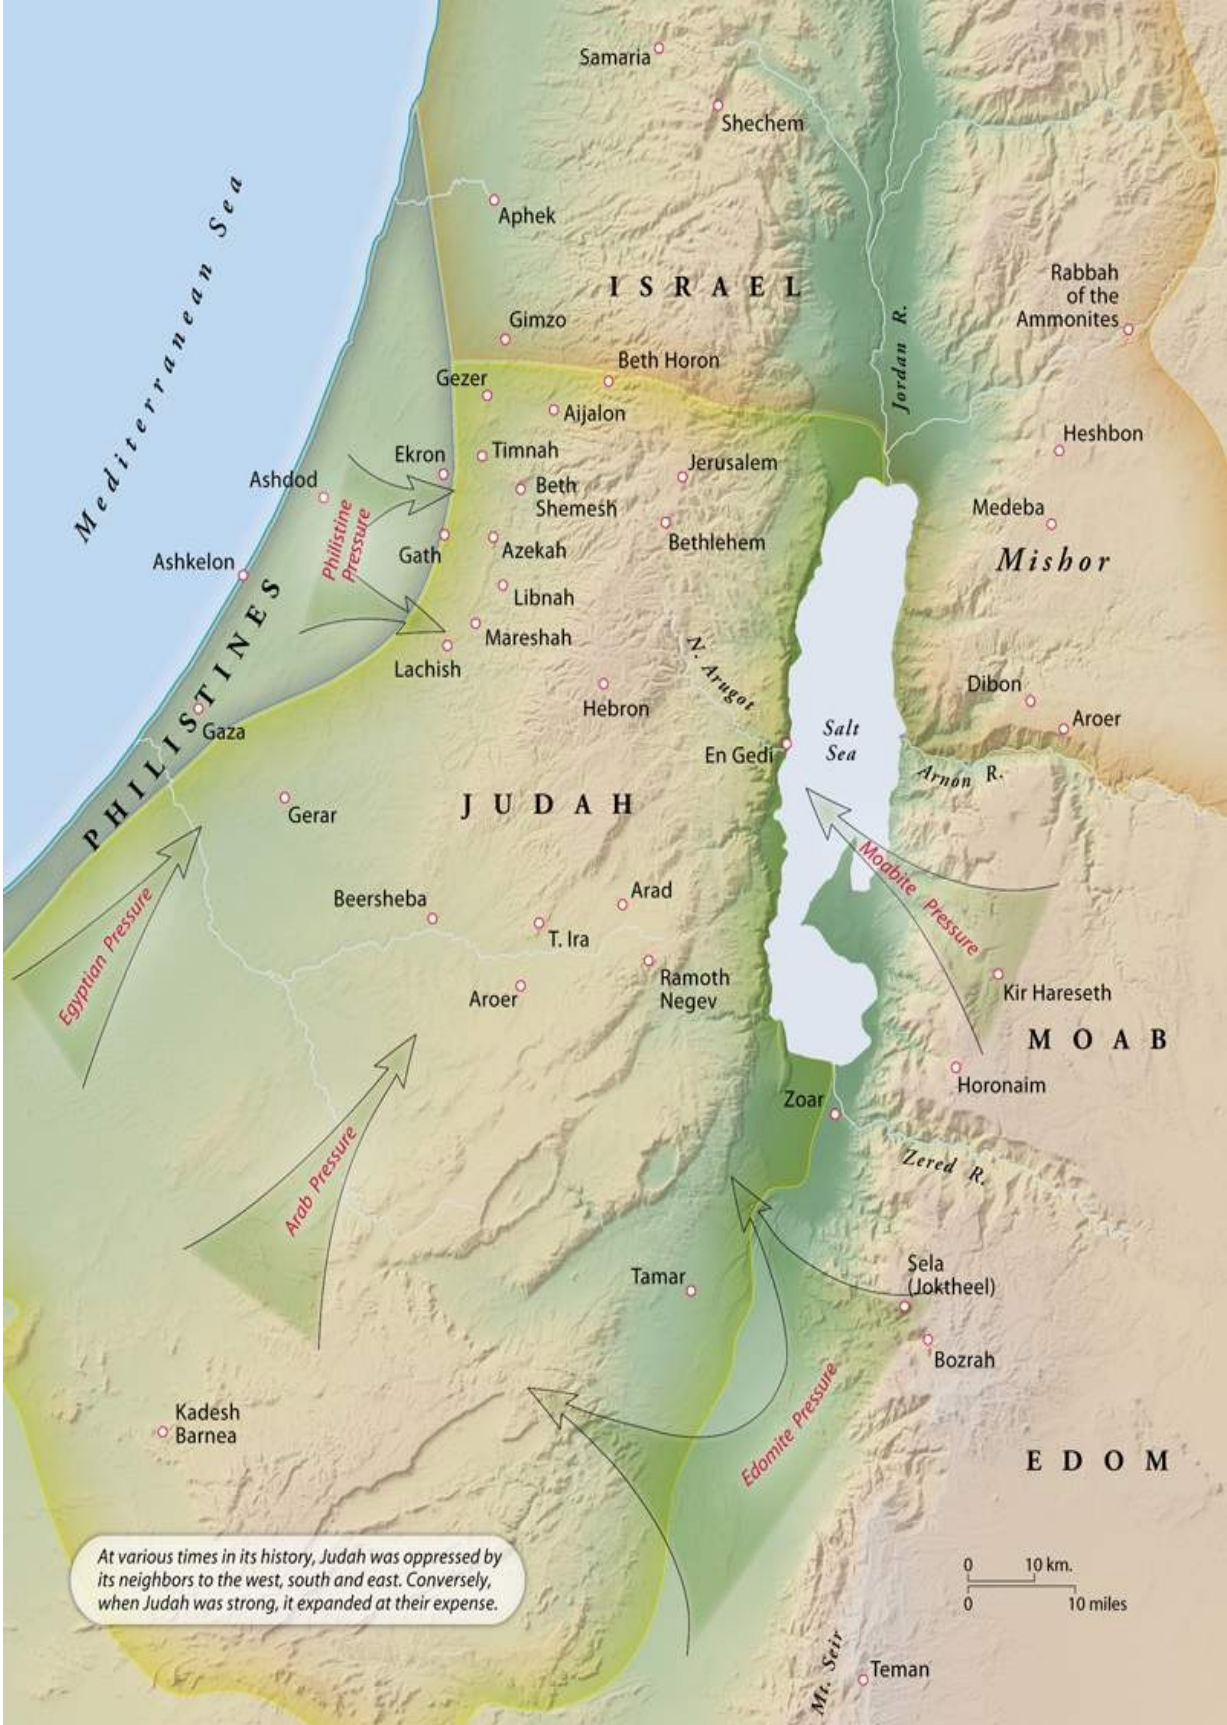 Samaria
Shechem
Mediterranean Sea
Aphek
ISRAEL
Rabbah
of the
Ammonites
Jordan R.
Gimzo
Beth Horon
Gezer
Aijalon
Heshbon
Ekron
Timnah
Jerusalem
Ashdod
Beth
Shemesh
Medeba
Philistine
Pressure
Gath
Azekah
Bethlehem
Mishor
Ashkelon
Libnah
PHILISTINES
Mareshah
Lachish
N. Arugot
Hebron
Dibon
Aroer
Gaza
Salt
Sea
En Gedi
Arnon R.
JUDAH
Gerar
Moabite Pressure
Beersheba
Arad
T. Ira
Egyptian Pressure
Ramoth
Negev
Aroer
Kir Hareseth
MOAB
Horonaim
Zoar
Arab Pressure
Zered R.
Sela
(Joktheel)
Tamar
Bozrah
Edomite Pressure
Kadesh
Barnea
EDOM
At various times in its history, Judah was oppressed by
its neighbors to the west, south and east. Conversely,
when Judah was strong, it expanded at their expense.
0 10 km.
0 10 miles
Mt. Seir
Teman